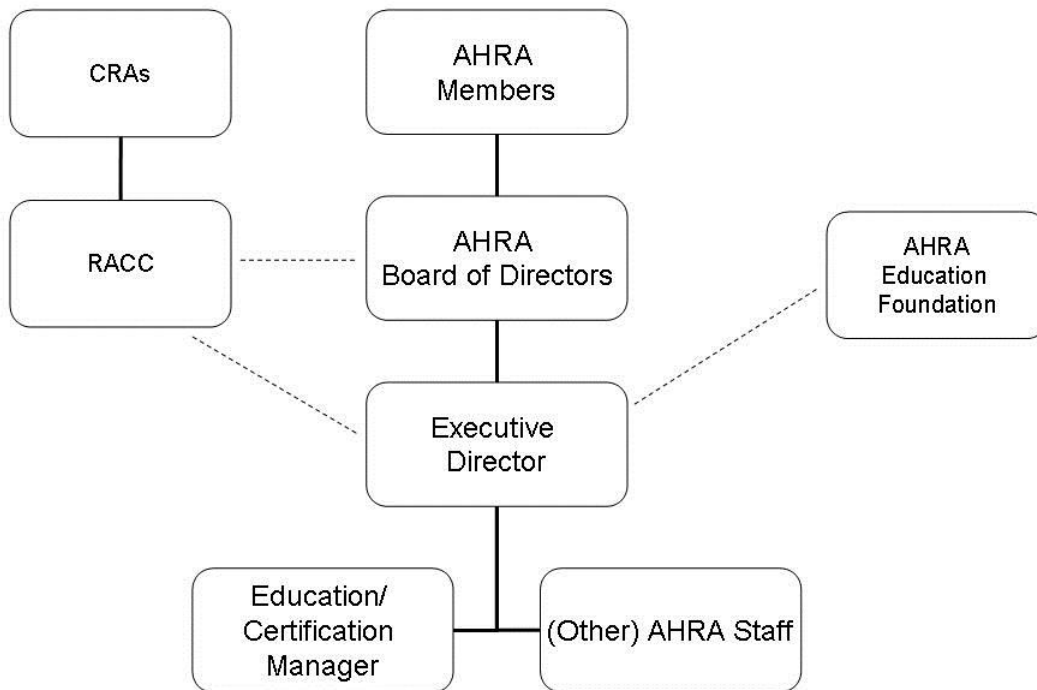 CRAs
AHRA
Members
RACC
AHRA
Board of Directors
AHRA
Education
Foundation
Executive
Director
Education/
Certification
Manager
(Other) AHRA Staff